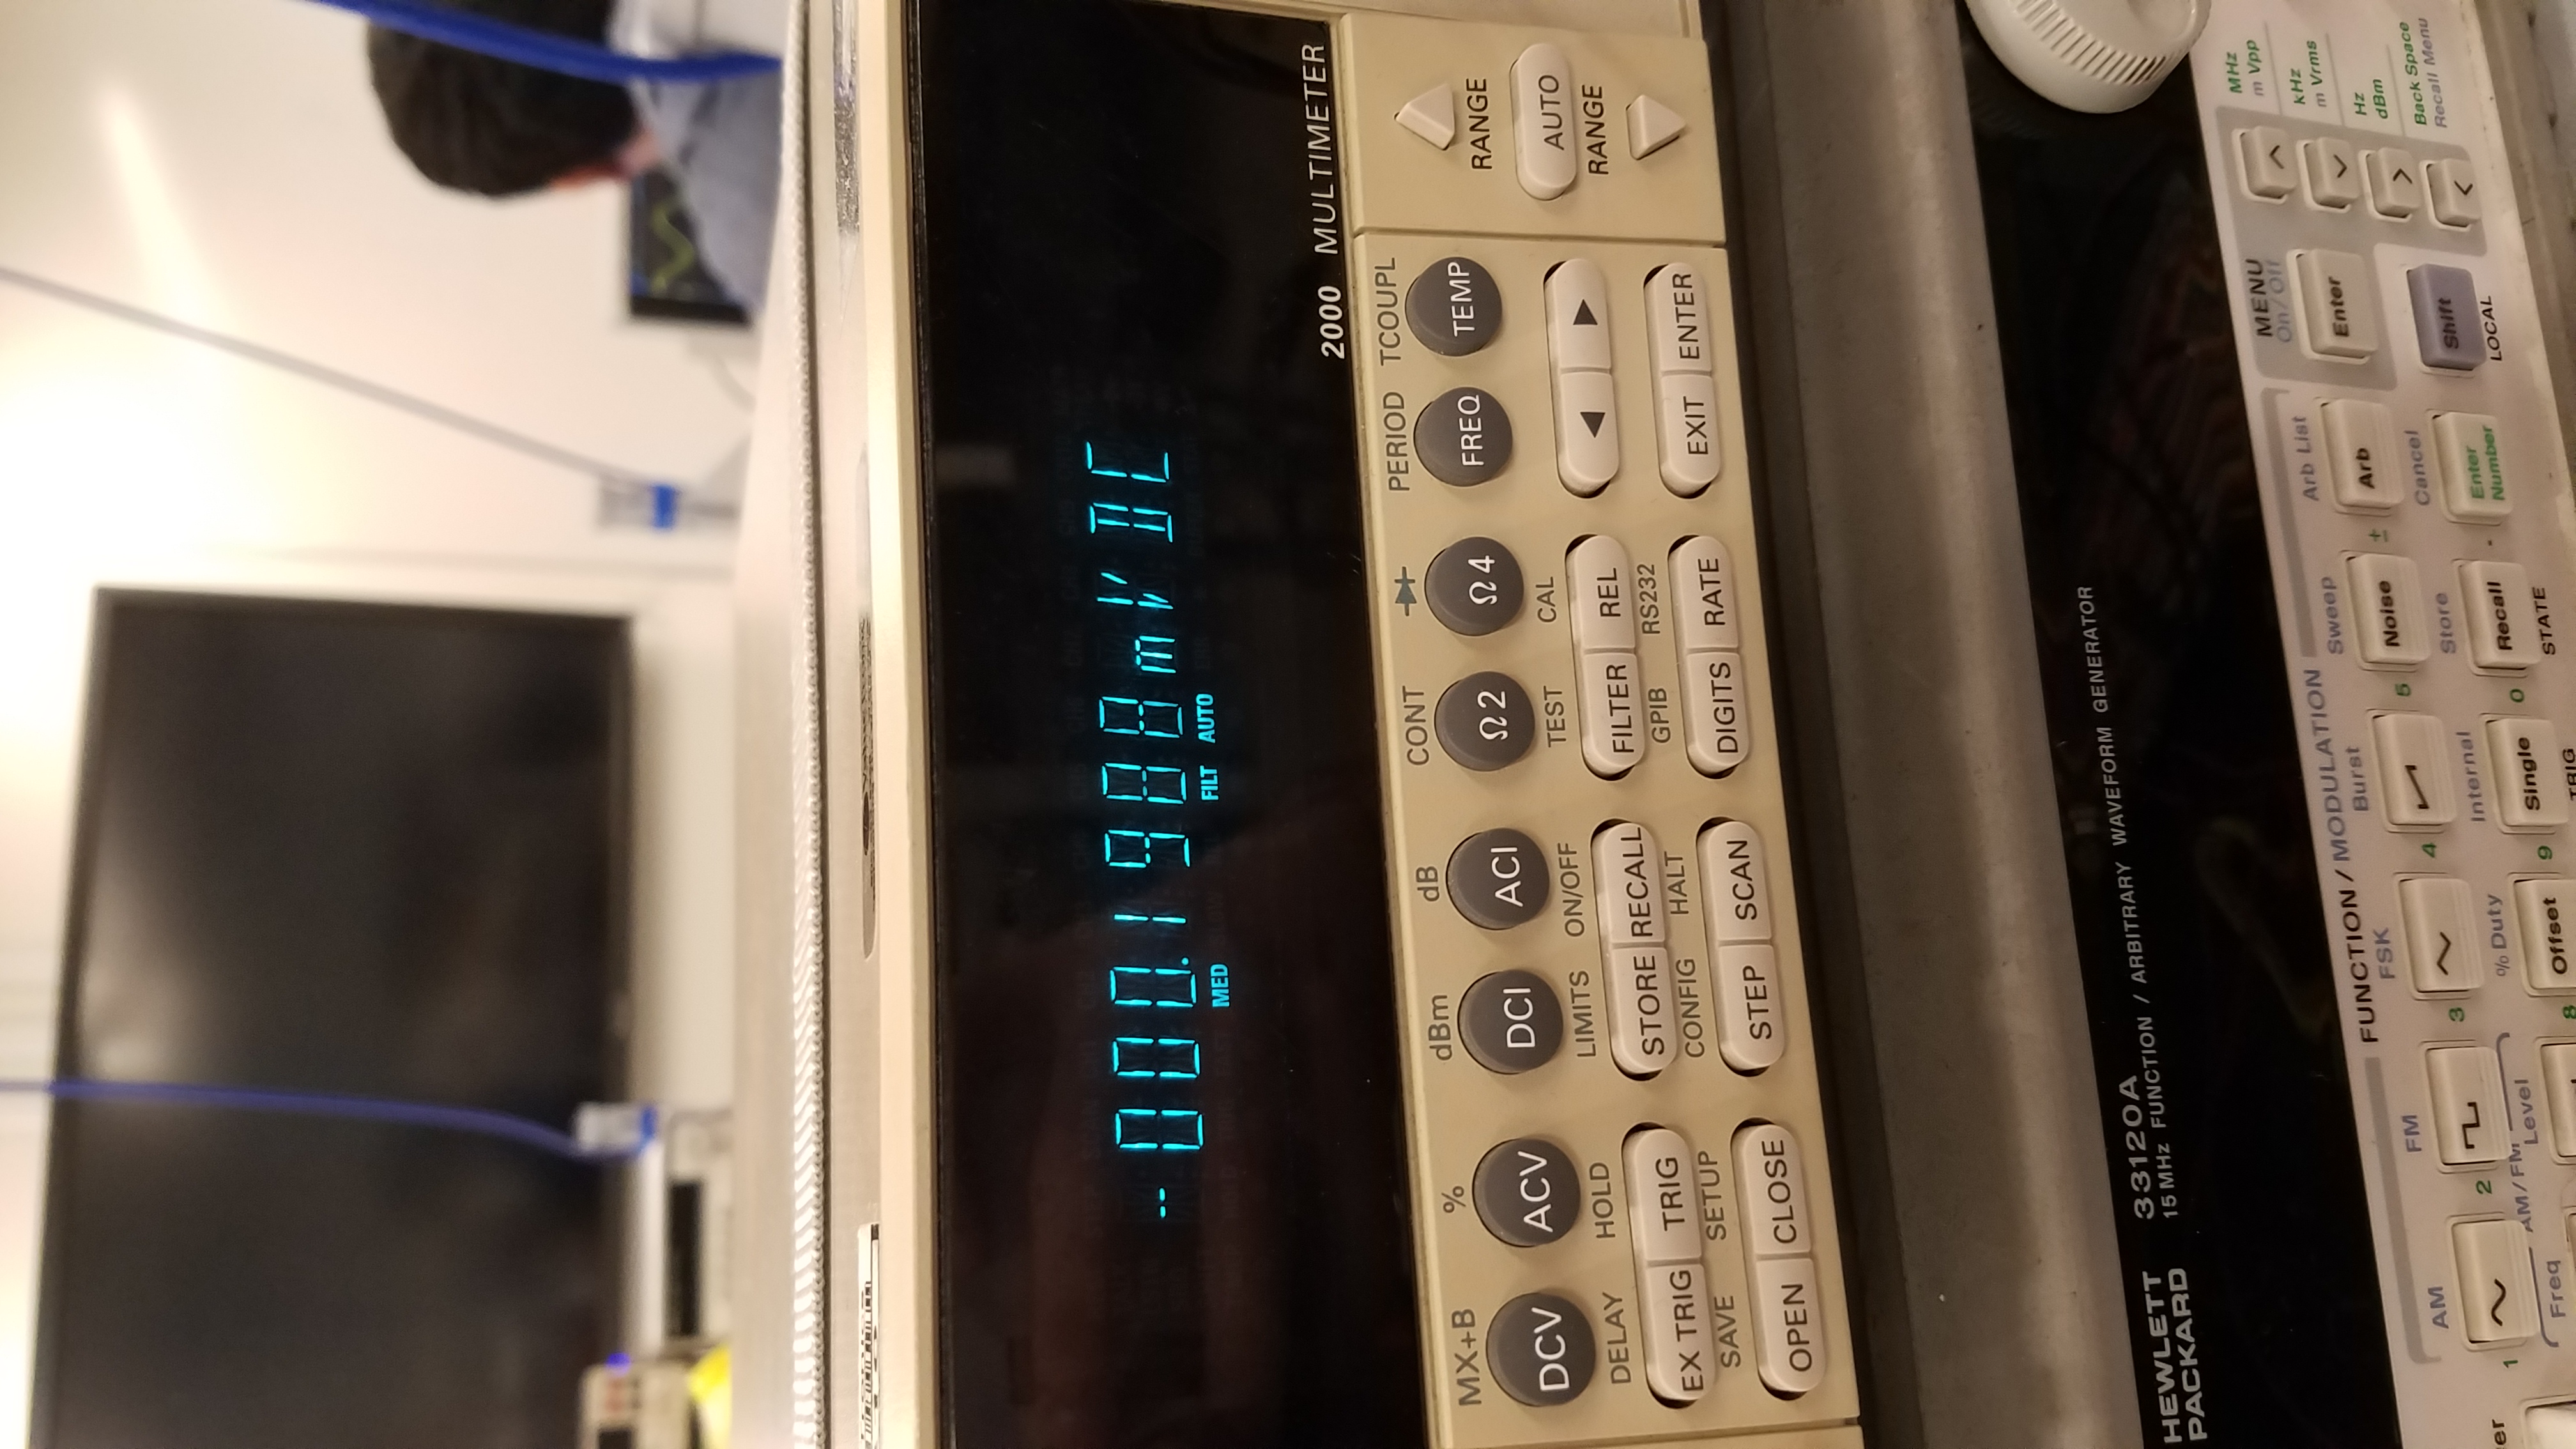 -000.1988mV DC
MED FILT AUTO
2000 MULTIMETER
MX+B % dBm dB CONT PERIOD TCOUPL
DCV ACV DCI ACI Ω2 Ω4 FREQ TEMP
RANGE
DELAY HOLD LIMITS ON/OFF TEST CAL
AUTO
EX TRIG TRIG STORE RECALL FILTER REL
RANGE
SAVE SETUP CONFIG HALT GPIB RS232
OPEN CLOSE STEP SCAN DIGITS RATE EXIT ENTER
HEWLETT
PACKARD
33120A
15 MHz FUNCTION / ARBITRARY WAVEFORM GENERATOR
FUNCTION / MODULATION
MENU
On/Off
Enter
MHz
m Vpp
kHz
m Vrms
Hz
dBm
Back Space
Recall Menu
AM FM FSK Burst Sweep Arb List
1 2 3 4 5 Noise ± Arb
AM/FM Internal Store Cancel
Freq Level % Duty
8 Offset 9 Single 0 Recall . Enter
Number
Shift
LOCAL
TRIG STATE